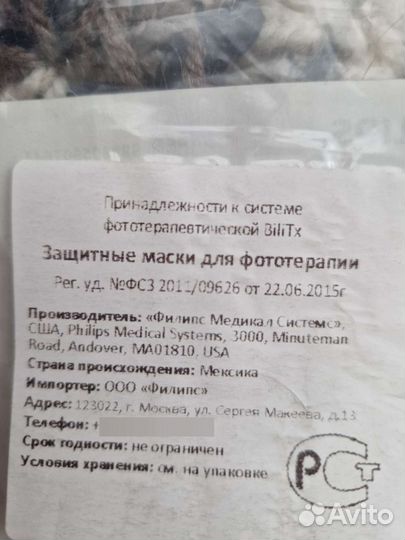 Принадлежности к системе
фототерапевтической BiliTx
Защитные маски для фототерапии
Рег. уд. №ФСЗ 2011/09626 от 22.06.2015г
Производитель: «Филипс Медикал Системс»,
США, Philips Medical Systems, 3000, Minuteman
Road, Andover, MA01810, USA
Страна происхождения: Мексика
Импортер: ООО «Филипс»
Адрес: 123022, г. Москва, ул. Сергея Макеева, д.13
Телефон: +
Срок годности: не ограничен
Условия хранения: см. на упаковке
РСТ
Avito